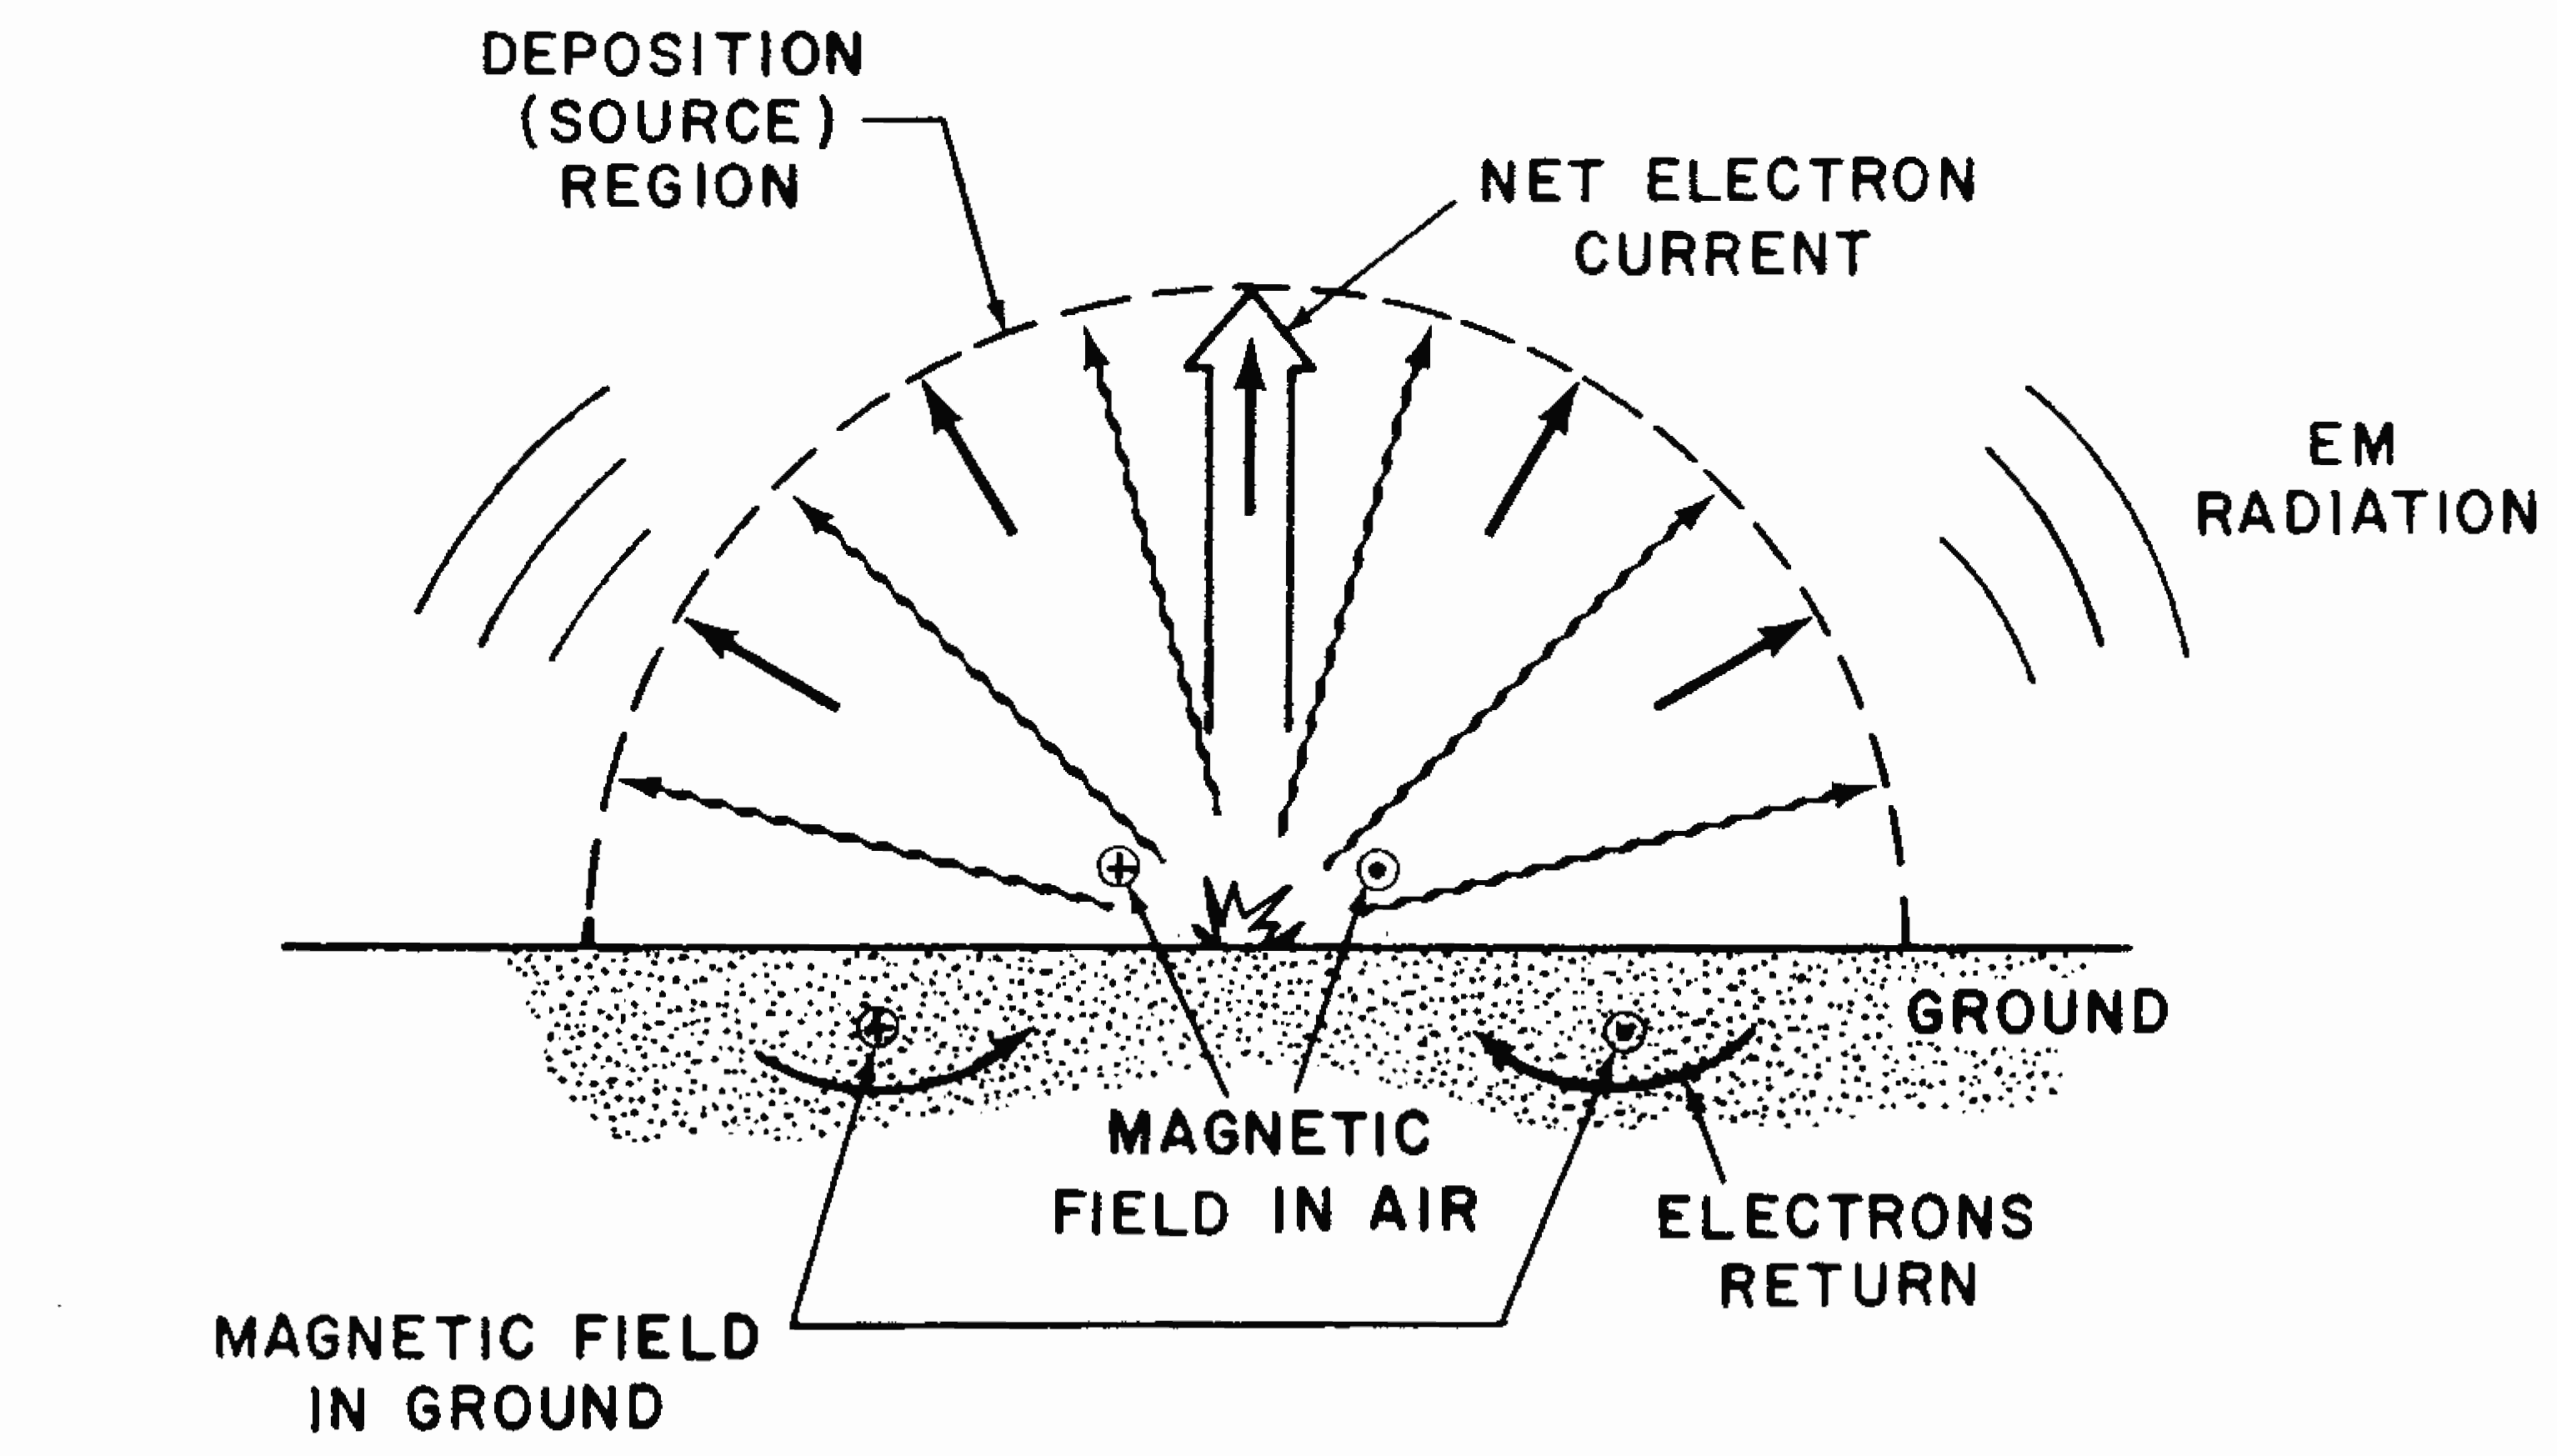 DEPOSITION
(SOURCE)
REGION
NET ELECTRON
CURRENT
EM
RADIATION
GROUND
MAGNETIC
FIELD IN AIR
ELECTRONS
RETURN
MAGNETIC FIELD
IN GROUND